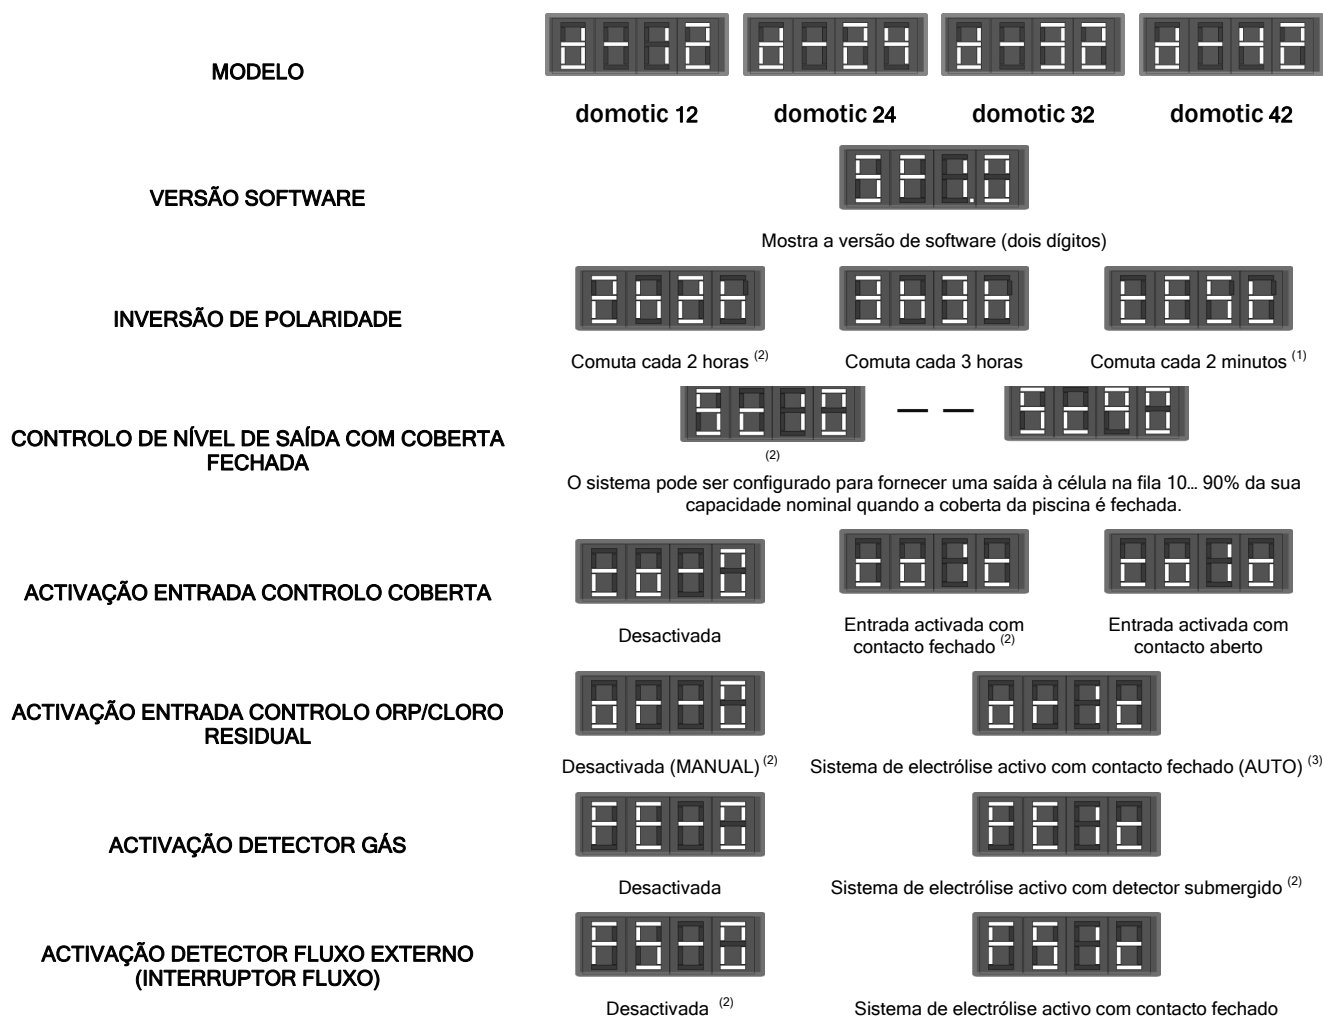 MODELO
d-12
d-24
d-32
d-42
domotic 12
domotic 24
domotic 32
domotic 42
VERSÃO SOFTWARE
Mostra a versão de software (dois dígitos)
INVERSÃO DE POLARIDADE
Comuta cada 2 horas (2)
Comuta cada 3 horas
Comuta cada 2 minutos (1)
CONTROLO DE NÍVEL DE SAÍDA COM COBERTA
FECHADA
— —
(2)
O sistema pode ser configurado para fornecer uma saída à célula na fila 10... 90% da sua
capacidade nominal quando a coberta da piscina é fechada.
ACTIVAÇÃO ENTRADA CONTROLO COBERTA
Desactivada
Entrada activada com
contacto fechado (2)
Entrada activada com
contacto aberto
ACTIVAÇÃO ENTRADA CONTROLO ORP/CLORO
RESIDUAL
Desactivada (MANUAL) (2)
Sistema de electrólise activo com contacto fechado (AUTO) (3)
ACTIVAÇÃO DETECTOR GÁS
Desactivada
Sistema de electrólise activo com detector submergido (2)
ACTIVAÇÃO DETECTOR FLUXO EXTERNO
(INTERRUPTOR FLUXO)
Desactivada (2)
Sistema de electrólise activo com contacto fechado